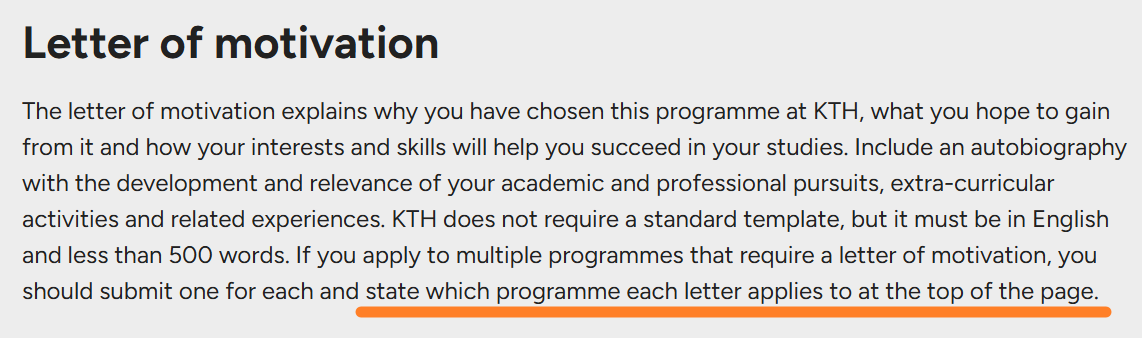 Letter of motivation
The letter of motivation explains why you have chosen this programme at KTH, what you hope to gain
from it and how your interests and skills will help you succeed in your studies. Include an autobiography
with the development and relevance of your academic and professional pursuits, extra-curricular
activities and related experiences. KTH does not require a standard template, but it must be in English
and less than 500 words. If you apply to multiple programmes that require a letter of motivation, you
should submit one for each and state which programme each letter applies to at the top of the page.